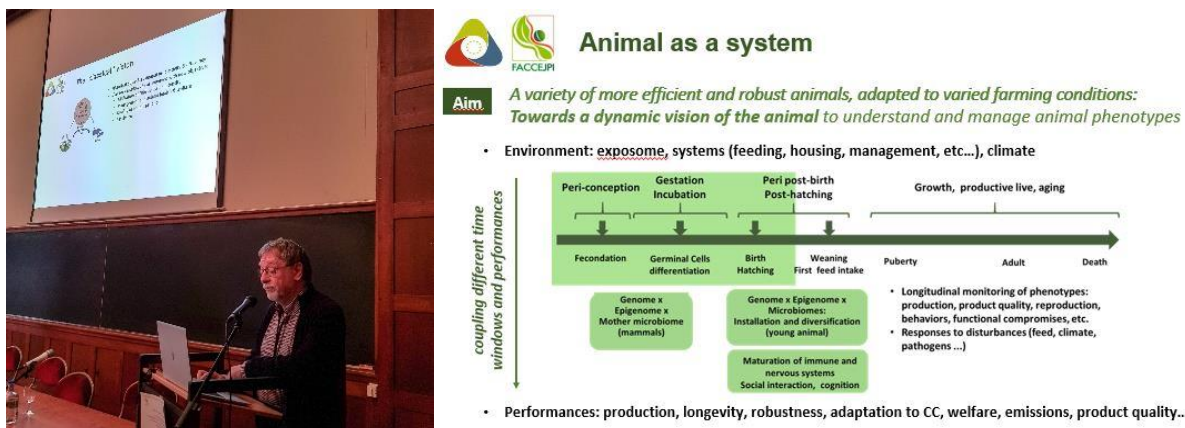 FACCEJPI
Animal as a system
Aim
A variety of more efficient and robust animals, adapted to varied farming conditions:
Towards a dynamic vision of the animal to understand and manage animal phenotypes
• Environment: exposome, systems (feeding, housing, management, etc…), climate
coupling different time
windows and performances
Peri-conception
Gestation
Incubation
Peri post-birth
Post-hatching
Growth, productive live, aging
Fecondation
Germinal Cells
differentiation
Birth
Hatching
Weaning
First feed intake
Puberty
Adult
Death
Genome x
Epigenome x
Mother microbiome
(mammals)
Genome x Epigenome x
Microbiomes:
Installation and diversification
(young animal)
Maturation of immune and
nervous systems
Social interaction, cognition
• Longitudinal monitoring of phenotypes:
production, product quality, reproduction,
behaviors, functional compromises, etc.
• Responses to disturbances (feed, climate,
pathogens ...)
• Performances: production, longevity, robustness, adaptation to CC, welfare, emissions, product quality..